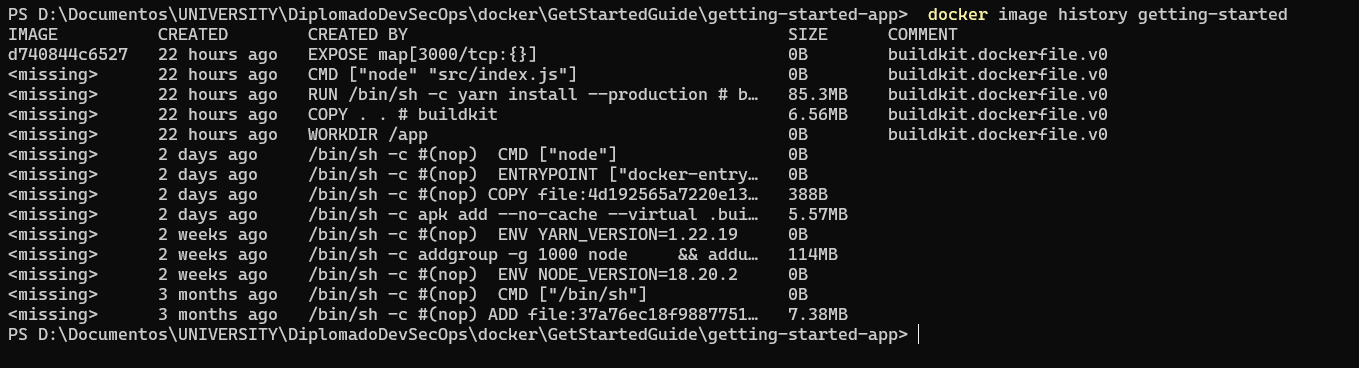 PS D:\Documentos\UNIVERSITY\DiplomadoDevSecOps\docker\GetStartedGuide\getting-started-app>  docker image history getting-started
IMAGE          CREATED        CREATED BY                                      SIZE      COMMENT
d740844c6527   22 hours ago   EXPOSE map[3000/tcp:{}]                         0B        buildkit.dockerfile.v0
<missing>      22 hours ago   CMD ["node" "src/index.js"]                     0B        buildkit.dockerfile.v0
<missing>      22 hours ago   RUN /bin/sh -c yarn install --production # b…   85.3MB    buildkit.dockerfile.v0
<missing>      22 hours ago   COPY . . # buildkit                             6.56MB    buildkit.dockerfile.v0
<missing>      22 hours ago   WORKDIR /app                                    0B        buildkit.dockerfile.v0
<missing>      2 days ago     /bin/sh -c #(nop)  CMD ["node"]                 0B
<missing>      2 days ago     /bin/sh -c #(nop)  ENTRYPOINT ["docker-entry…   0B
<missing>      2 days ago     /bin/sh -c #(nop) COPY file:4d192565a7220e13…   388B
<missing>      2 days ago     /bin/sh -c apk add --no-cache --virtual .bui…   5.57MB
<missing>      2 weeks ago    /bin/sh -c #(nop)  ENV YARN_VERSION=1.22.19     0B
<missing>      2 weeks ago    /bin/sh -c addgroup -g 1000 node     && addu…   114MB
<missing>      2 weeks ago    /bin/sh -c #(nop)  ENV NODE_VERSION=18.20.2     0B
<missing>      3 months ago   /bin/sh -c #(nop)  CMD ["/bin/sh"]              0B
<missing>      3 months ago   /bin/sh -c #(nop) ADD file:37a76ec18f9887751…   7.38MB
PS D:\Documentos\UNIVERSITY\DiplomadoDevSecOps\docker\GetStartedGuide\getting-started-app>